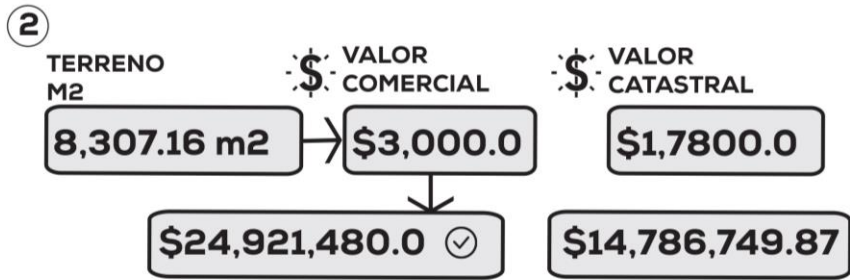 2
TERRENO
M2
$ VALOR
COMERCIAL
$ VALOR
CATASTRAL
8,307.16 m2
$3,000.0
$1,7800.0
$24,921,480.0
$14,786,749.87